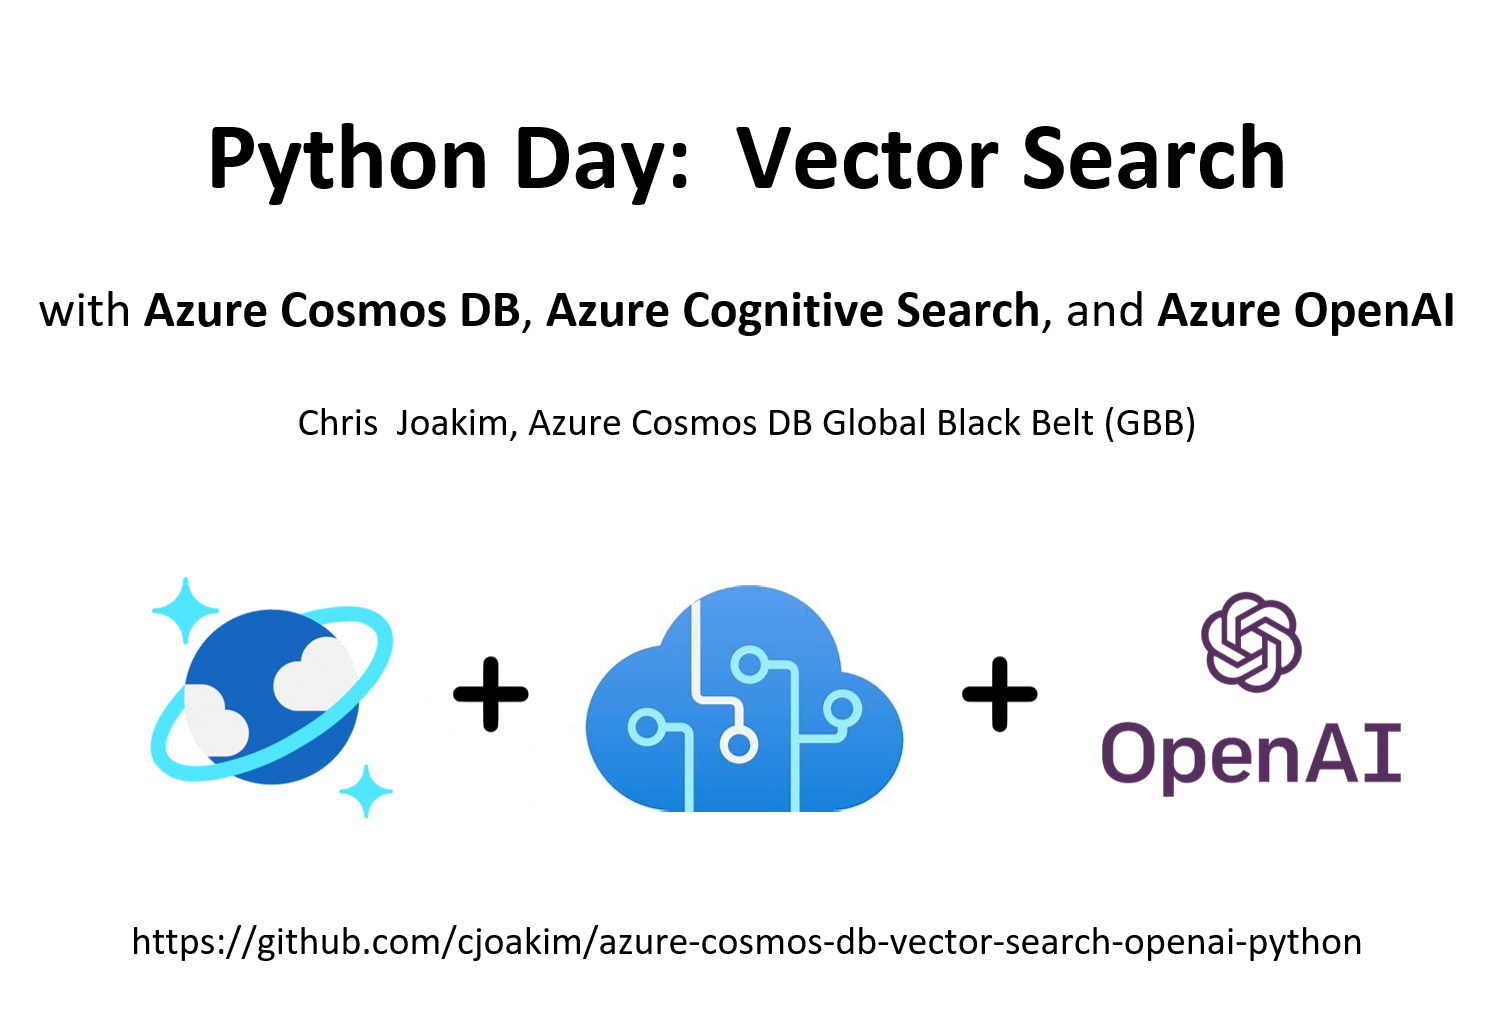 Python Day:  Vector Search
with Azure Cosmos DB, Azure Cognitive Search, and Azure OpenAI
Chris  Joakim, Azure Cosmos DB Global Black Belt (GBB)
OpenAI
https://github.com/cjoakim/azure-cosmos-db-vector-search-openai-python